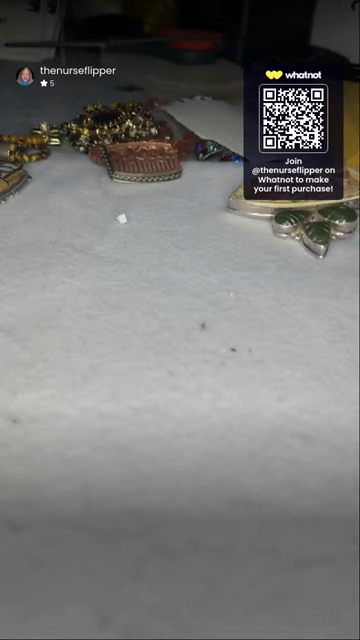 thenurseflipper
★ 5
whatnot
Join
@thenurseflipper on
Whatnot to make
your first purchase!